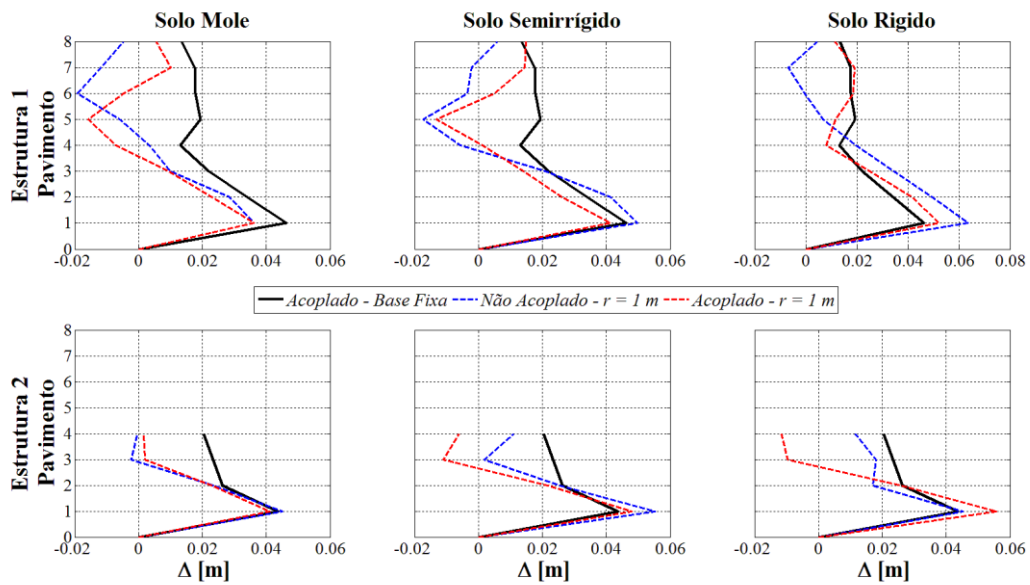 Solo Mole Solo Semirrígido Solo Rigido
Estrutura 1
Pavimento
8
7
6
5
4
3
2
1
0
-0.02 0 0.02 0.04 0.06
-0.02 0 0.02 0.04 0.06
-0.02 0 0.02 0.04 0.06 0.08
Acoplado - Base Fixa Não Acoplado - r = 1 m Acoplado - r = 1 m
Estrutura 2
Pavimento
8
7
6
5
4
3
2
1
0
-0.02 0 0.02 0.04 0.06
-0.02 0 0.02 0.04 0.06
-0.02 0 0.02 0.04 0.06
Δ [m] Δ [m] Δ [m]